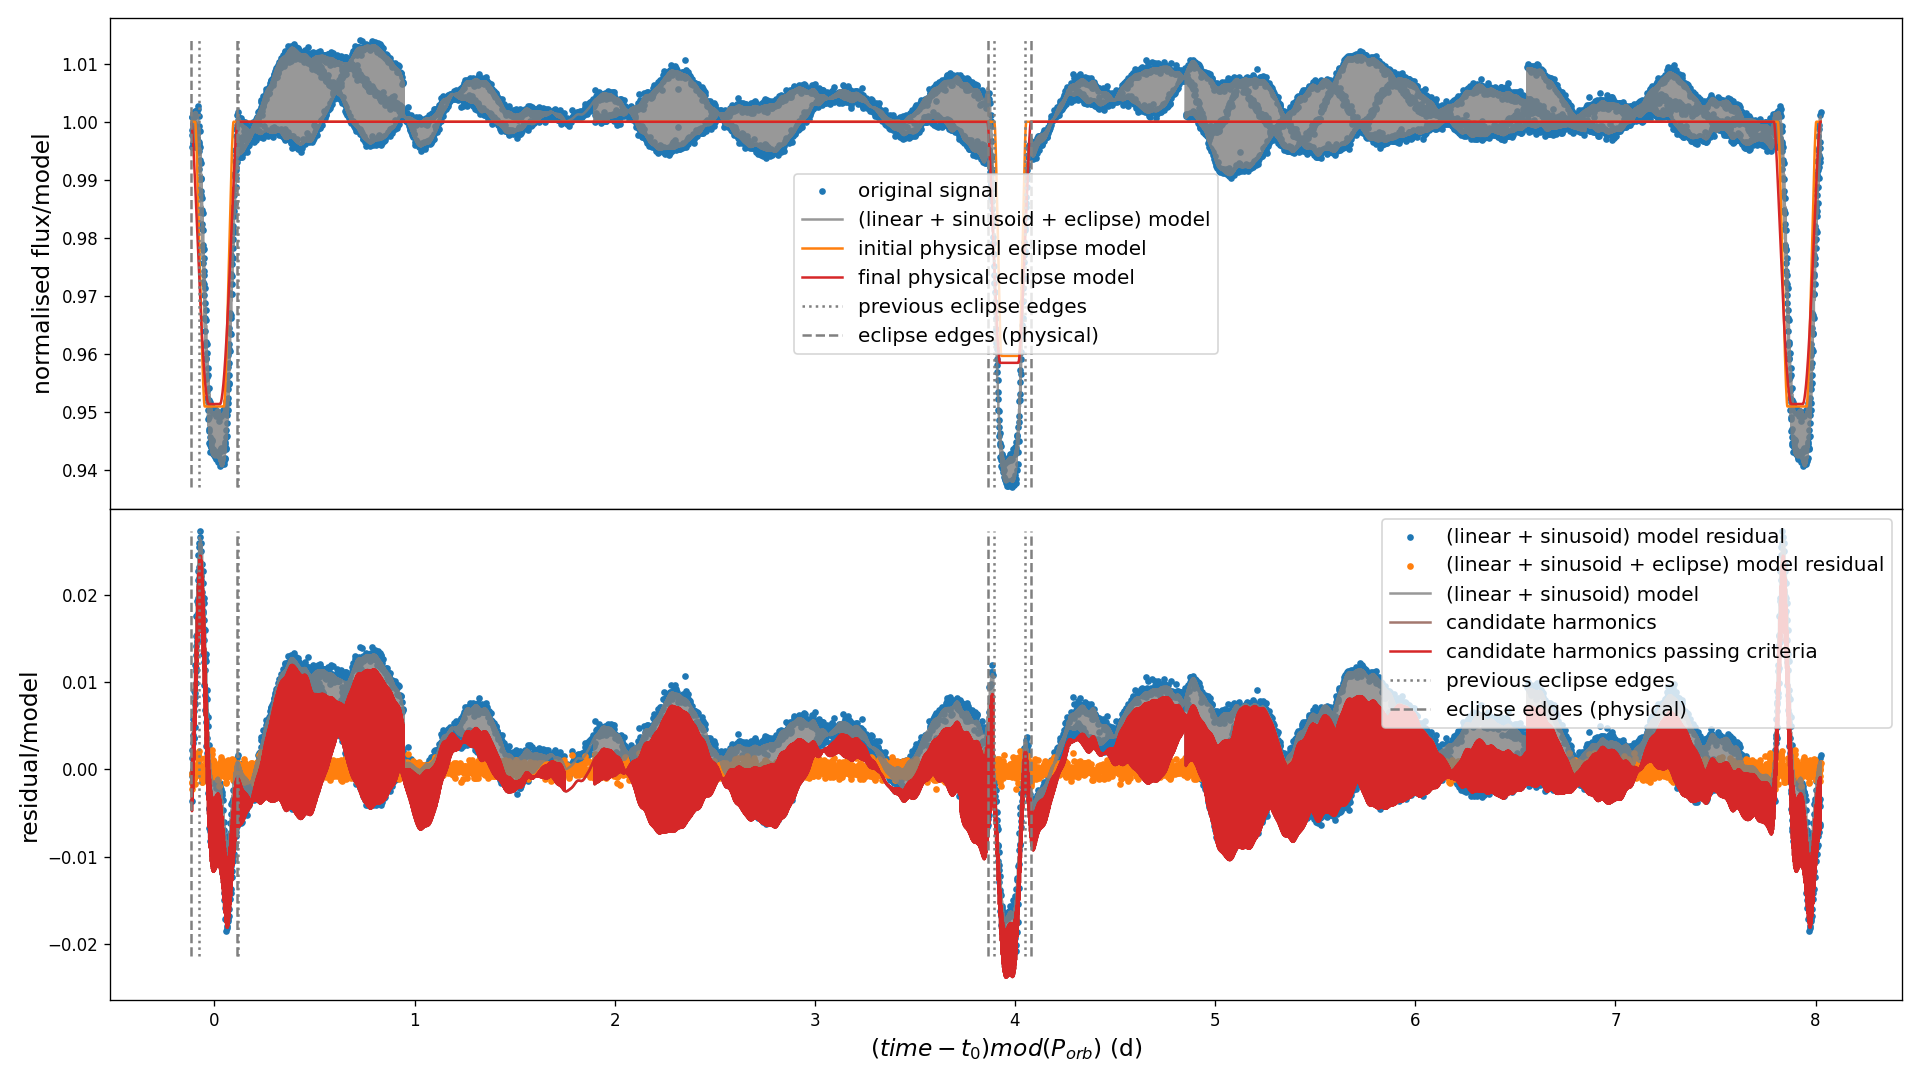 1.01
1.00
0.99
0.98
0.97
0.96
0.95
0.94
normalised flux/model
original signal
(linear + sinusoid + eclipse) model
initial physical eclipse model
final physical eclipse model
previous eclipse edges
eclipse edges (physical)
0.02
0.01
0.00
−0.01
−0.02
residual/model
(linear + sinusoid) model residual
(linear + sinusoid + eclipse) model residual
(linear + sinusoid) model
candidate harmonics
candidate harmonics passing criteria
previous eclipse edges
eclipse edges (physical)
0 1 2 3 4 5 6 7 8
(time − t₀)mod(Pₒᵣb) (d)